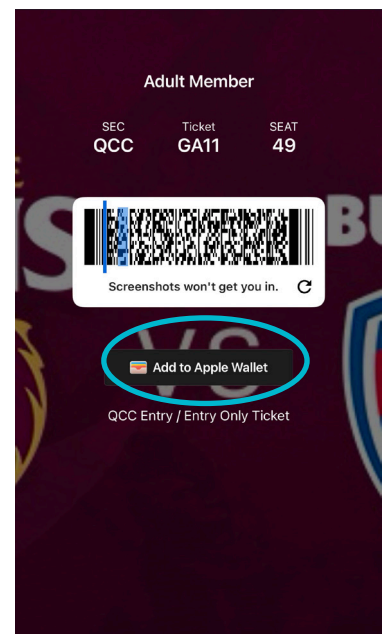 Adult Member
SEC Ticket SEAT
QCC GA11 49
Screenshots won't get you in.
VS
Add to Apple Wallet
QCC Entry / Entry Only Ticket